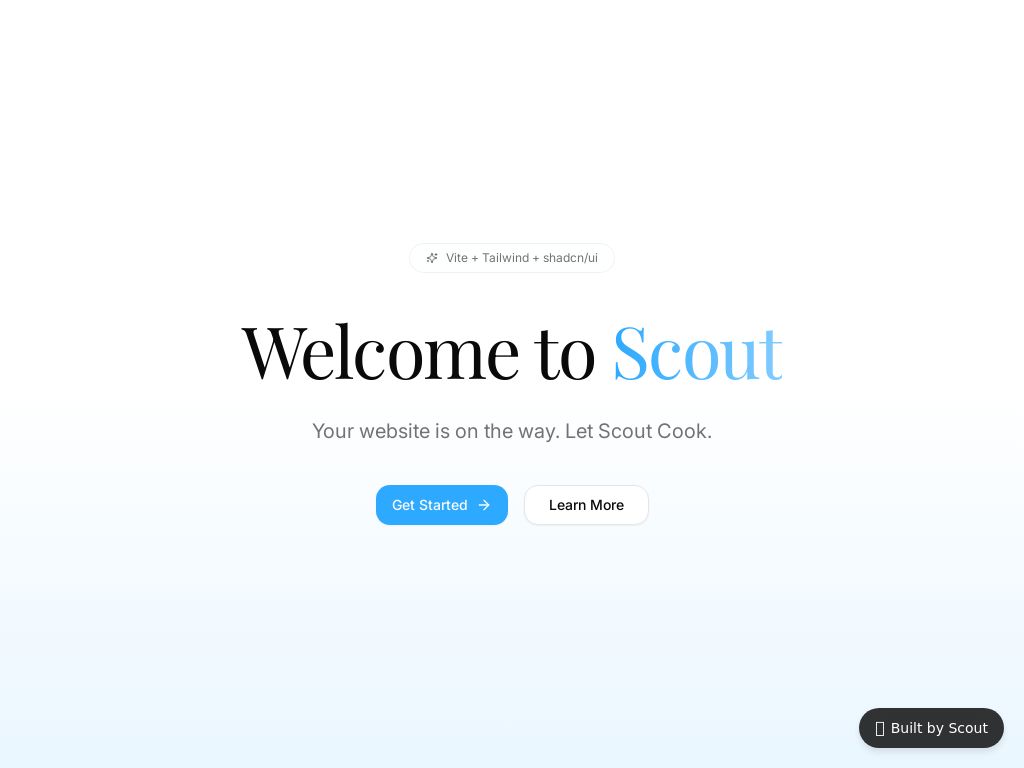 Vite + Tailwind + shadcn/ui
Welcome to Scout
Your website is on the way. Let Scout Cook.
Get Started
Learn More
Built by Scout